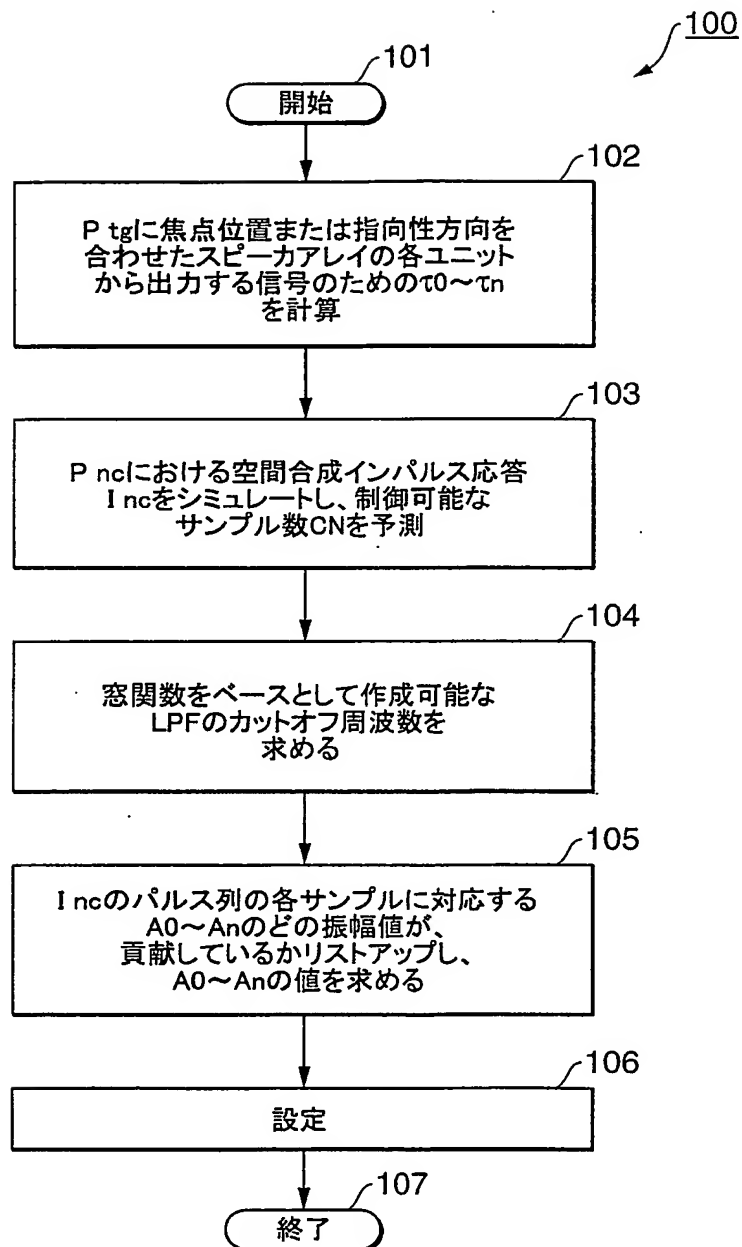 100
101
開始
102
P tgに焦点位置または指向性方向を
合わせたスピーカアレイの各ユニット
から出力する信号のためのτ0～τn
を計算
103
P ncにおける空間合成インパルス応答
I ncをシミュレートし、制御可能な
サンプル数CNを予測
104
窓関数をベースとして作成可能な
LPFのカットオフ周波数を
求める
105
I ncのパルス列の各サンプルに対応する
A0～Anのどの振幅値が、
貢献しているかリストアップし、
A0～Anの値を求める
106
設定
107
終了